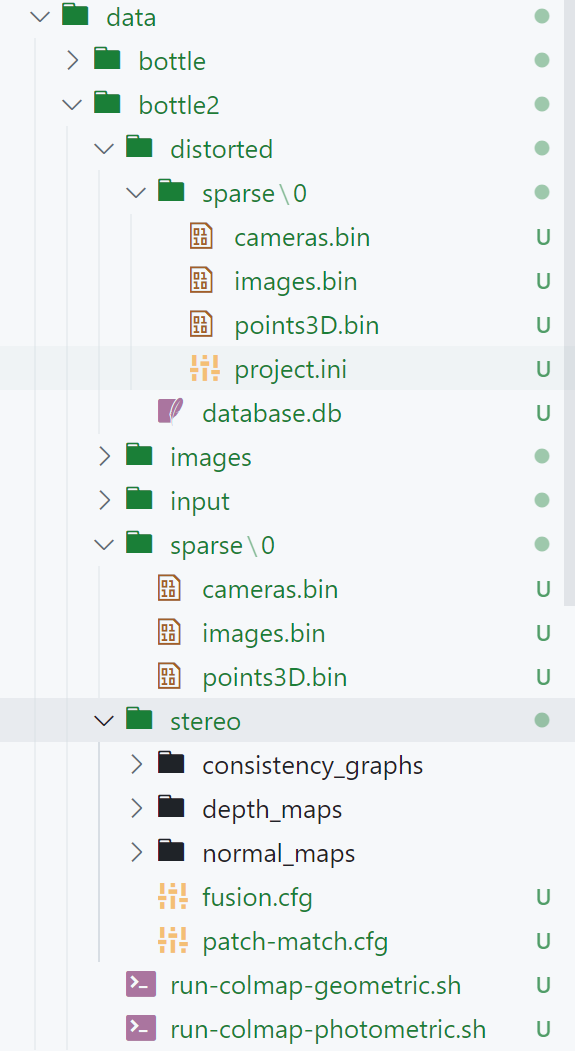 data
bottle
bottle2
distorted
sparse\0
cameras.bin U
images.bin U
points3D.bin U
project.ini U
database.db U
images
input
sparse\0
cameras.bin U
images.bin U
points3D.bin U
stereo
consistency_graphs
depth_maps
normal_maps
fusion.cfg U
patch-match.cfg U
run-colmap-geometric.sh U
run-colmap-photometric.sh U